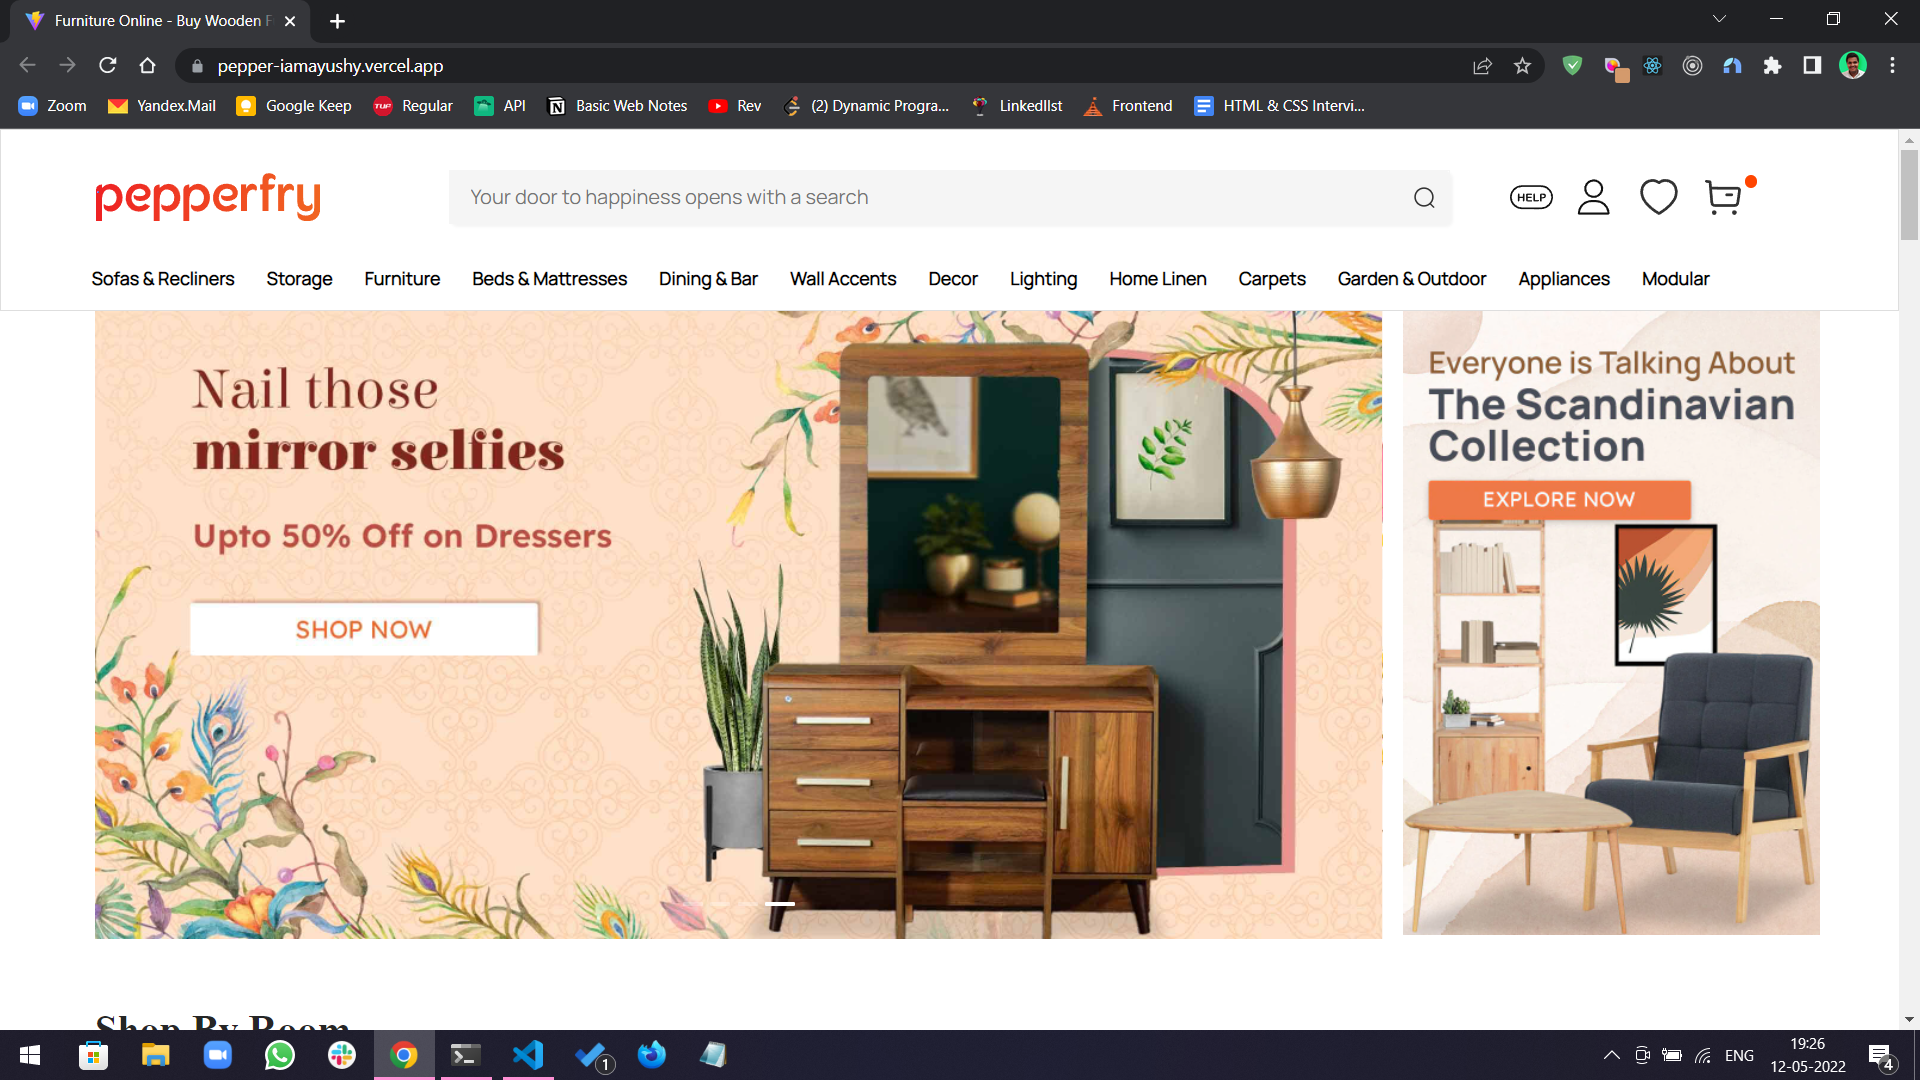 Furniture Online - Buy Wooden F
pepper-iamayushy.vercel.app
Zoom
Yandex.Mail
Google Keep
TUF
Regular
API
Basic Web Notes
Rev
(2) Dynamic Progra...
LinkedlIst
Frontend
HTML & CSS Intervi...
pepperfry
Your door to happiness opens with a search
HELP
Sofas & Recliners
Storage
Furniture
Beds & Mattresses
Dining & Bar
Wall Accents
Decor
Lighting
Home Linen
Carpets
Garden & Outdoor
Appliances
Modular
Nail those
mirror selfies
Upto 50% Off on Dressers
SHOP NOW
Everyone is Talking About
The Scandinavian
Collection
EXPLORE NOW
Shop By Room
1
ENG
19:26
12-05-2022
4